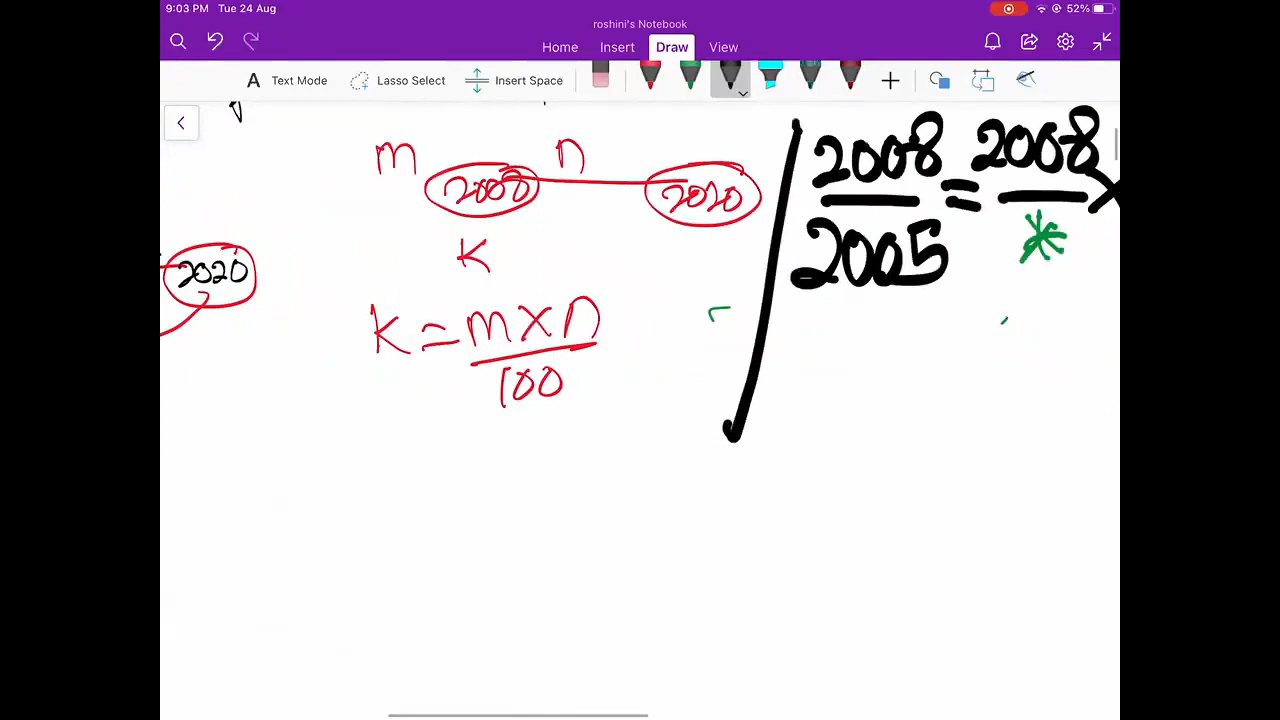 9:03 PM Tue 24 Aug
52%
roshini's Notebook
Home Insert Draw View
A Text Mode Lasso Select Insert Space
m n
2008 2020
2020
K
K = m × n
100
2008 = 2008 ×
2005 *